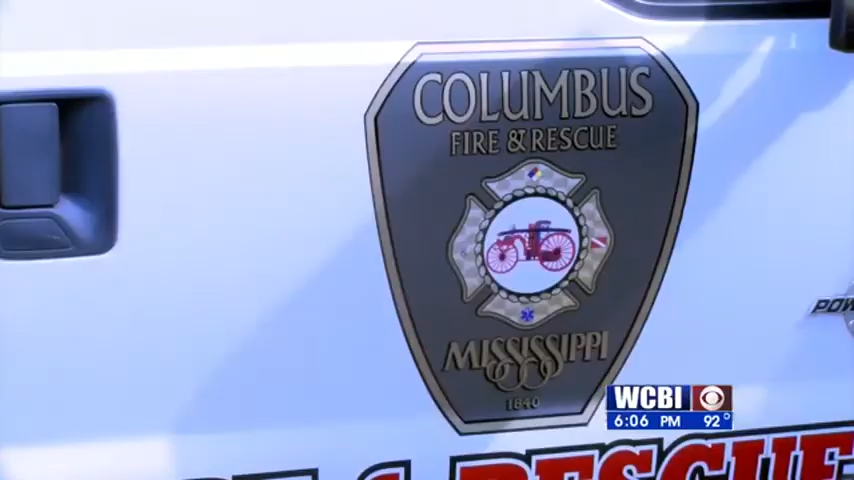 COLUMBUS
FIRE & RESCUE
MISSISSIPPI
1840
WCBI
6:06 PM 92°
& RESCUE